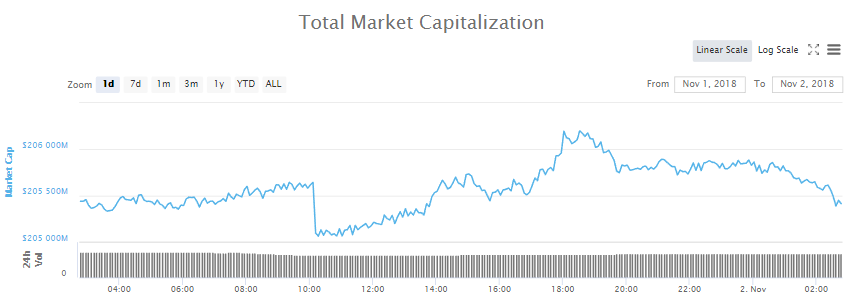 Total Market Capitalization
Linear Scale Log Scale
Zoom 1d 7d 1m 3m 1y YTD ALL From Nov 1, 2018 To Nov 2, 2018
Market Cap
$206 000M
$205 500M
$205 000M
24h Vol
0
04:00 06:00 08:00 10:00 12:00 14:00 16:00 18:00 20:00 22:00 2. Nov 02:00